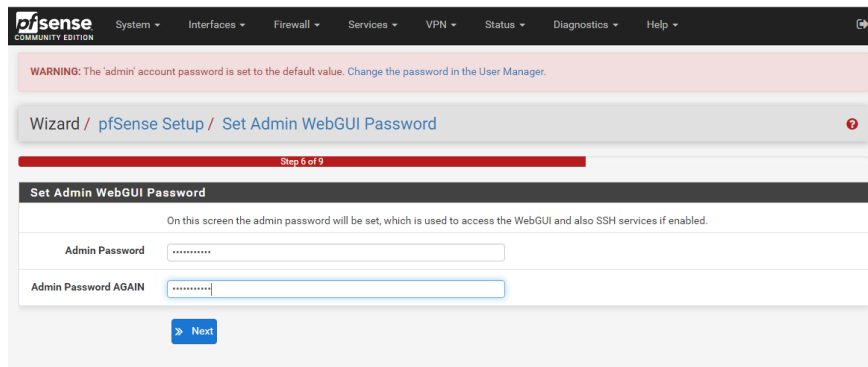 pfsense System Interfaces Firewall Services VPN Status Diagnostics Help
COMMUNITY EDITION
WARNING: The 'admin' account password is set to the default value. Change the password in the User Manager.
Wizard / pfSense Setup / Set Admin WebGUI Password
Step 6 of 9
Set Admin WebGUI Password
On this screen the admin password will be set, which is used to access the WebGUI and also SSH services if enabled.
Admin Password
Admin Password AGAIN
Next